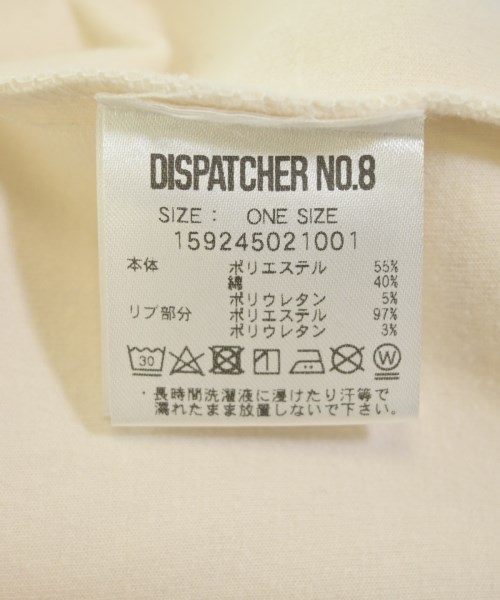 DISPATCHER NO.8
SIZE : ONE SIZE
159245021001
本体 ポリエステル 55%
綿 40%
ポリウレタン 5%
リブ部分 ポリエステル 97%
ポリウレタン 3%
30 W
・長時間洗濯液に浸けたり汗等で
濡れたまま放置しないで下さい。